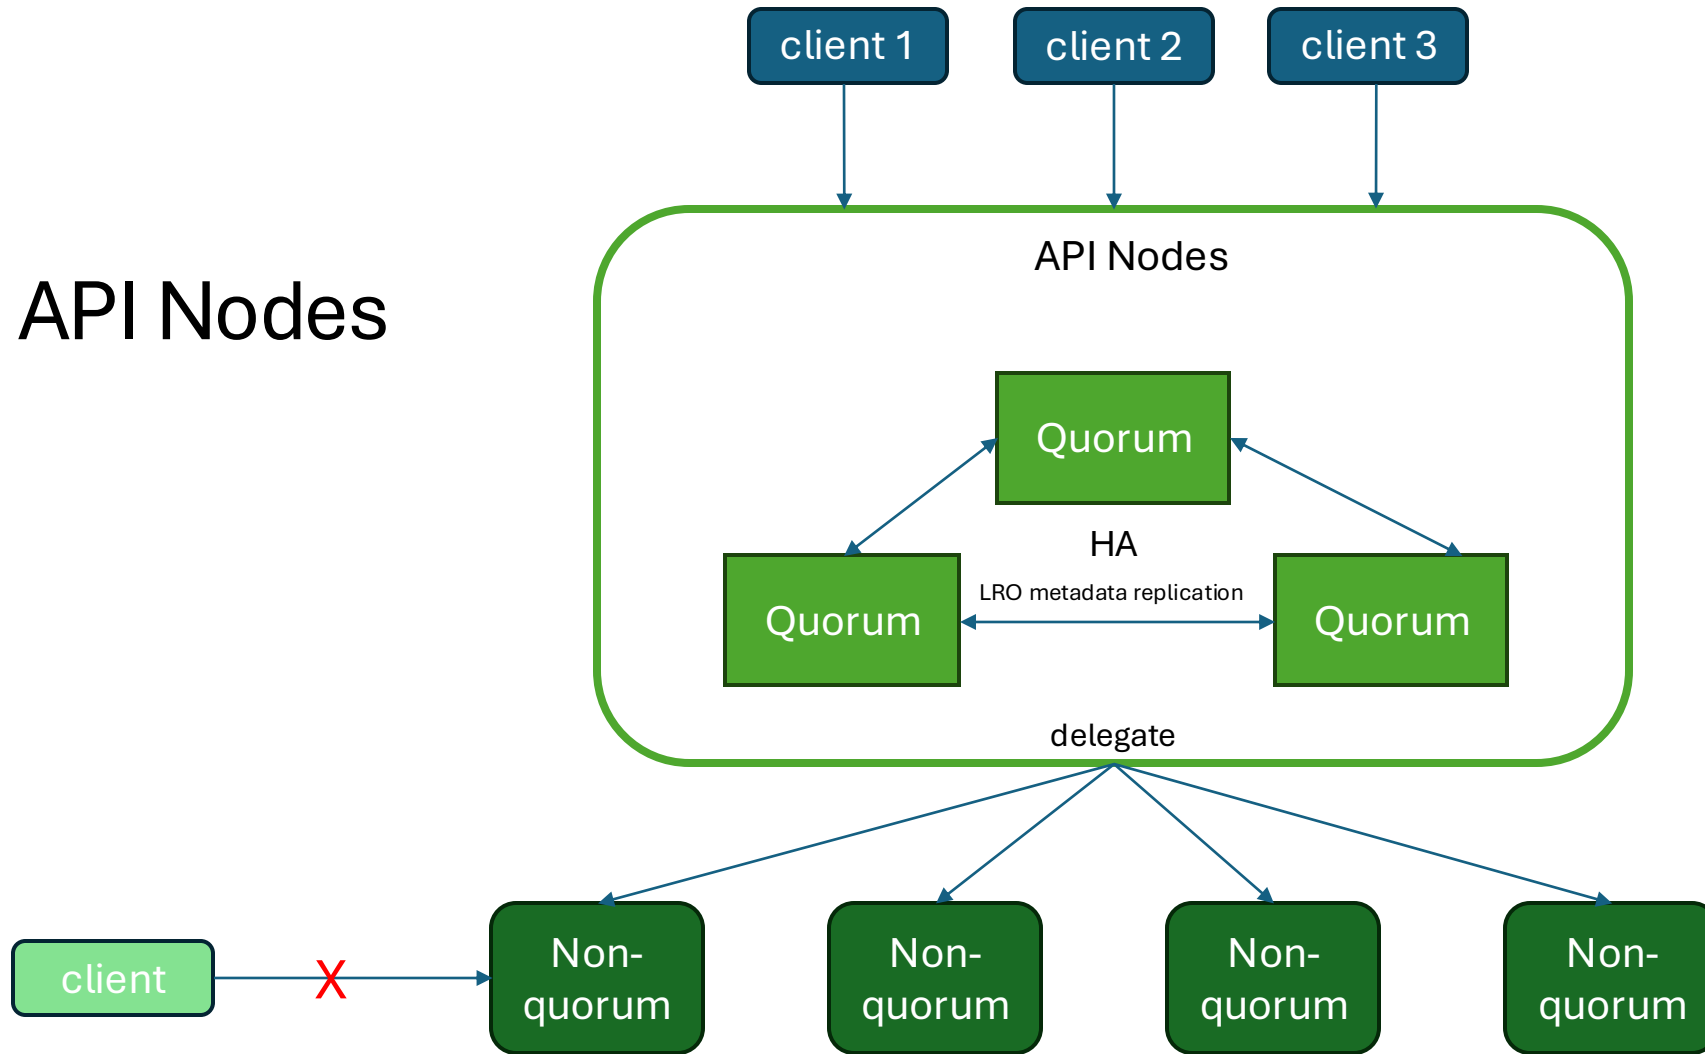 client 1
client 2
client 3
API Nodes
API Nodes
Quorum
HA
LRO metadata replication
Quorum
Quorum
delegate
client
X
Non-
quorum
Non-
quorum
Non-
quorum
Non-
quorum